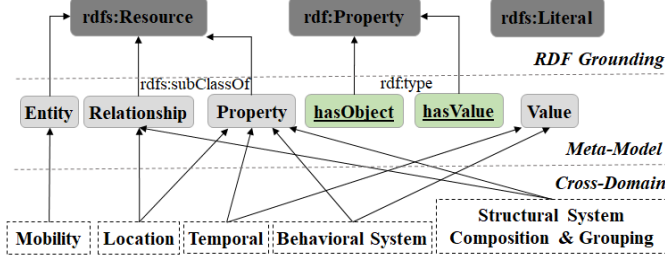 rdfs:Resource rdf:Property rdfs:Literal
RDF Grounding
rdfs:subClassOf rdf:type
Entity Relationship Property hasObject hasValue Value
Meta-Model
Cross-Domain
Mobility Location Temporal Behavioral System
Structural System
Composition & Grouping